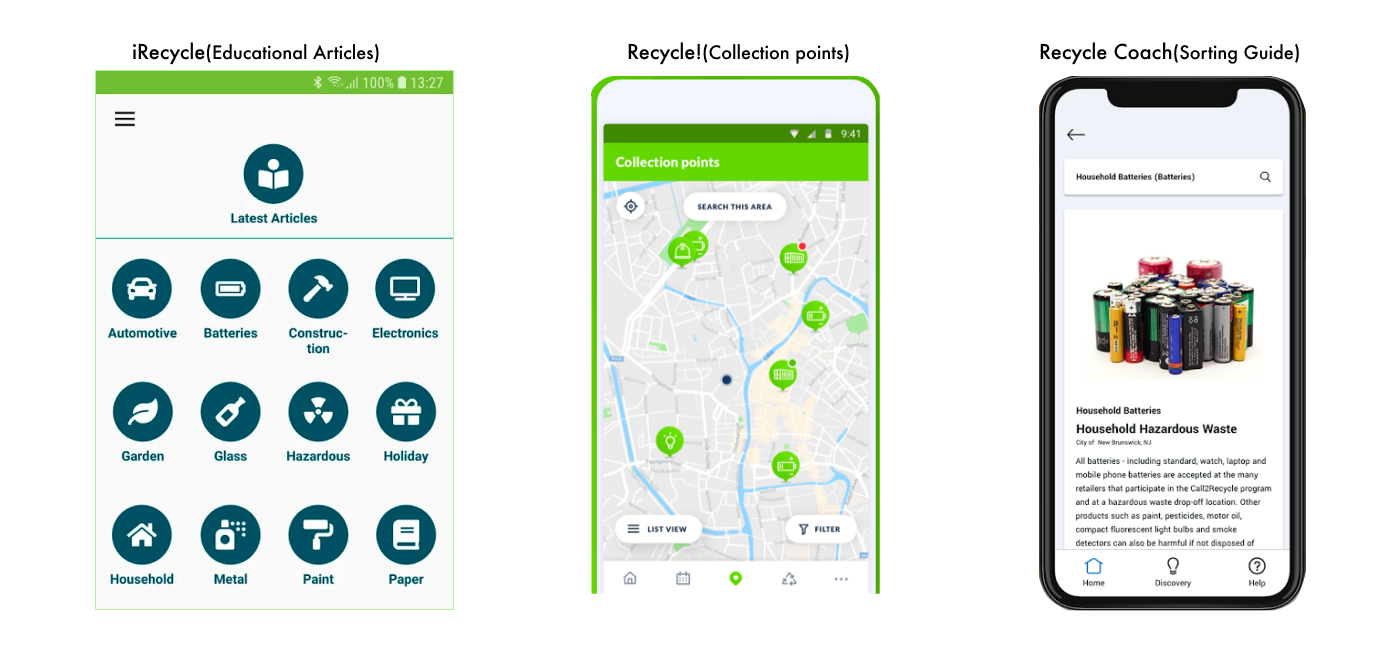 iRecycle(Educational Articles)
100% 13:27
Latest Articles
Automotive
Batteries
Construc-
tion
Electronics
Garden
Glass
Hazardous
Holiday
Household
Metal
Paint
Paper
Recycle!(Collection points)
9:41
Collection points
SEARCH THIS AREA
LIST VIEW
FILTER
Recycle Coach(Sorting Guide)
Household Batteries (Batteries)
Household Batteries
Household Hazardous Waste
City of New Brunswick, NJ
All batteries - including standard, watch, laptop and
mobile phone batteries are accepted at the many
retailers that participate in the Call2Recycle program
and at a hazardous waste drop-off location. Other
products such as paint, pesticides, motor oil,
compact fluorescent light bulbs and smoke
detectors can also be harmful if not disposed of
Home
Discovery
Help